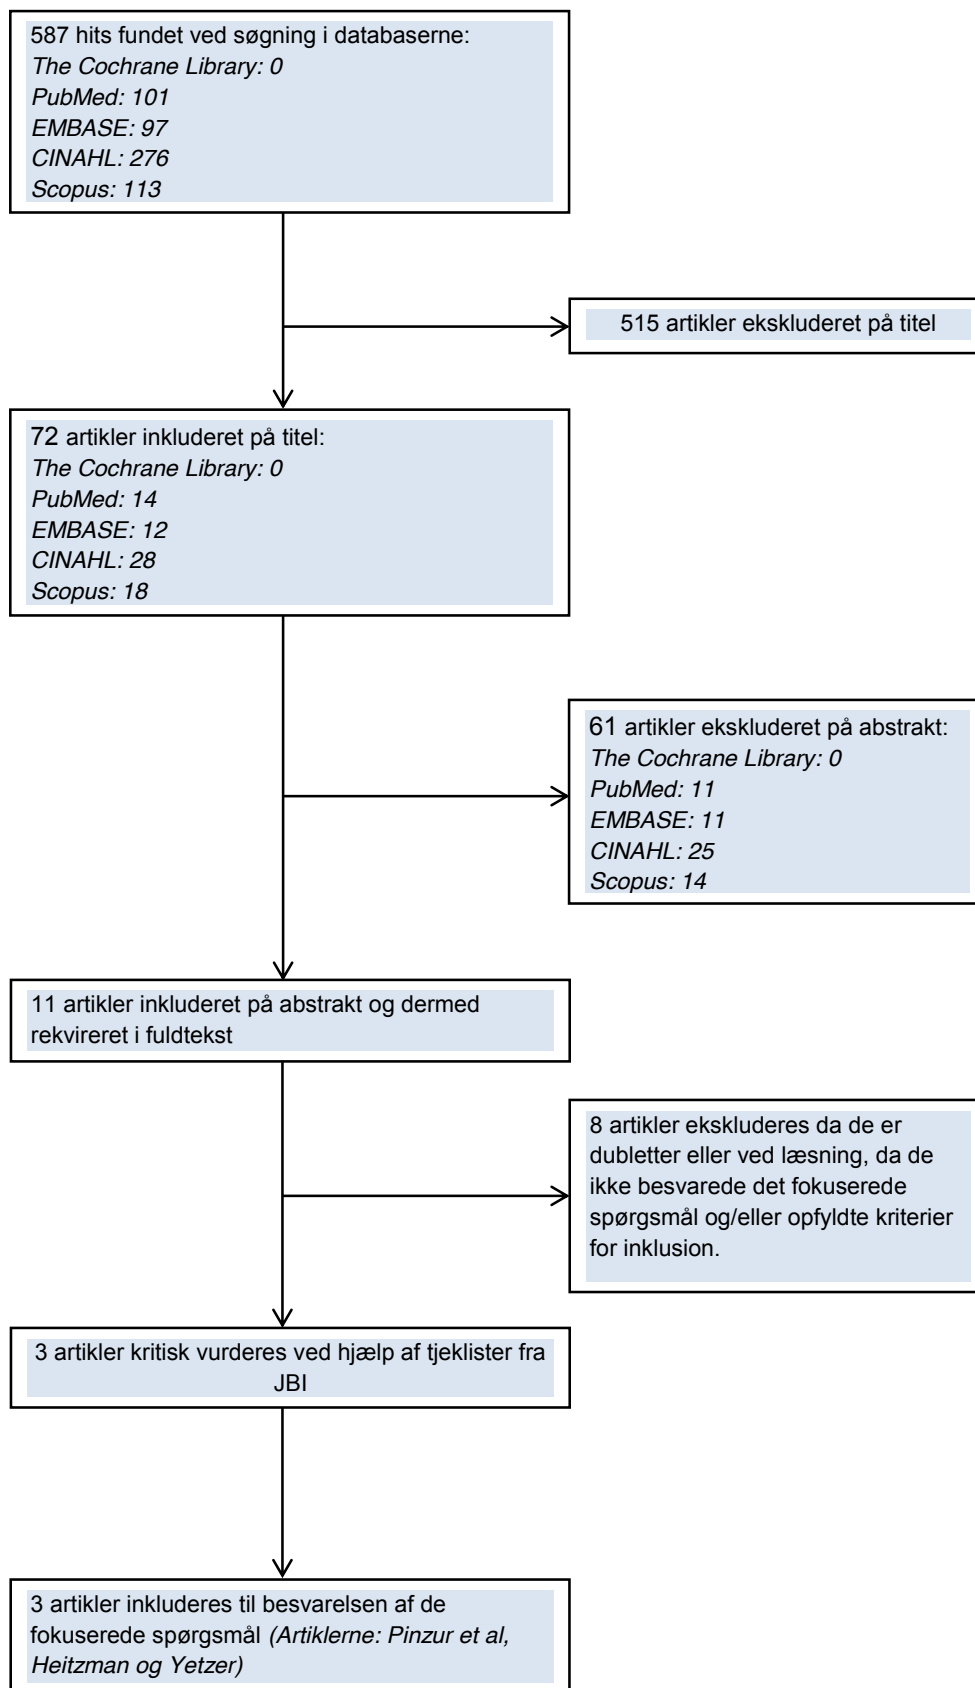 587 hits fundet ved søgning i databaserne:
The Cochrane Library: 0
PubMed: 101
EMBASE: 97
CINAHL: 276
Scopus: 113
515 artikler ekskluderet på titel
72 artikler inkluderet på titel:
The Cochrane Library: 0
PubMed: 14
EMBASE: 12
CINAHL: 28
Scopus: 18
61 artikler ekskluderet på abstrakt:
The Cochrane Library: 0
PubMed: 11
EMBASE: 11
CINAHL: 25
Scopus: 14
11 artikler inkluderet på abstrakt og dermed
rekvireret i fuldtekst
8 artikler ekskluderes da de er
dubletter eller ved læsning, da de
ikke besvarede det fokuserede
spørgsmål og/eller opfyldte kriterier
for inklusion.
3 artikler kritisk vurderes ved hjælp af tjeklister fra
JBI
3 artikler inkluderes til besvarelsen af de
fokuserede spørgsmål (Artiklerne: Pinzur et al,
Heitzman og Yetzer)